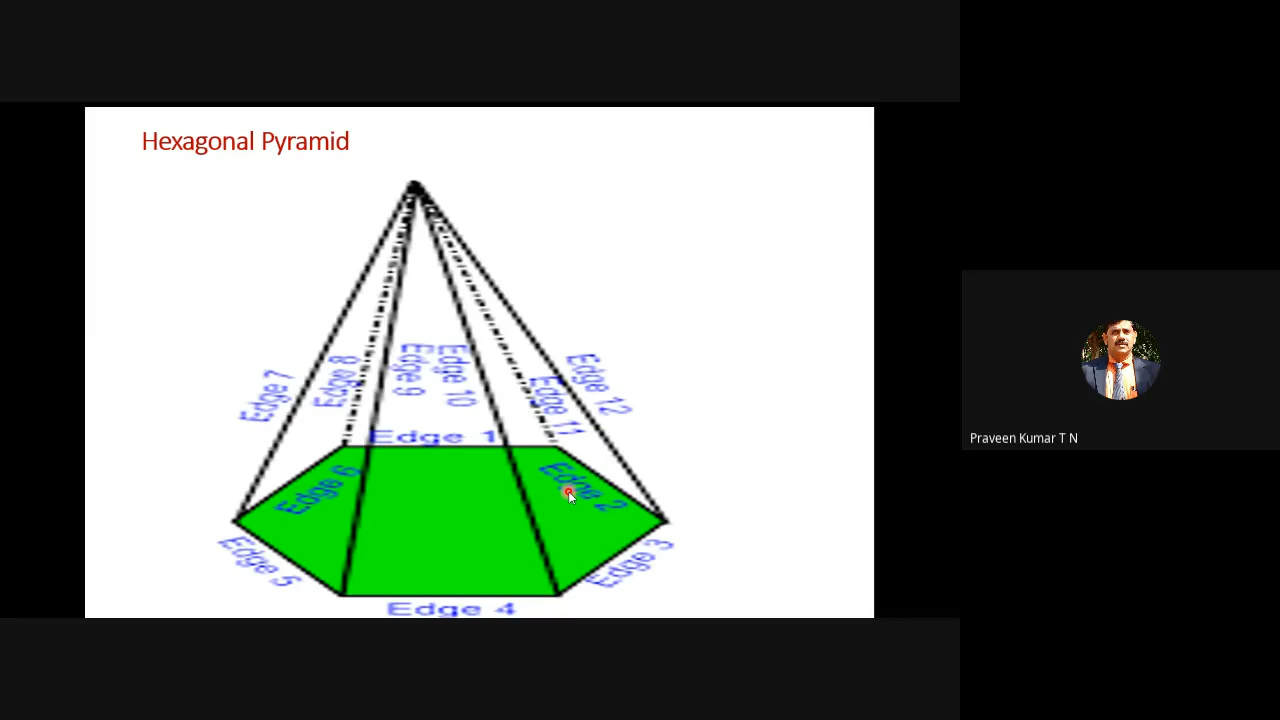 Hexagonal Pyramid
Edge 7
Edge 8
Edge 9
Edge 10
Edge 11
Edge 12
Edge 1
Edge 6
Edge 2
Edge 5
Edge 3
Edge 4
Praveen Kumar T N